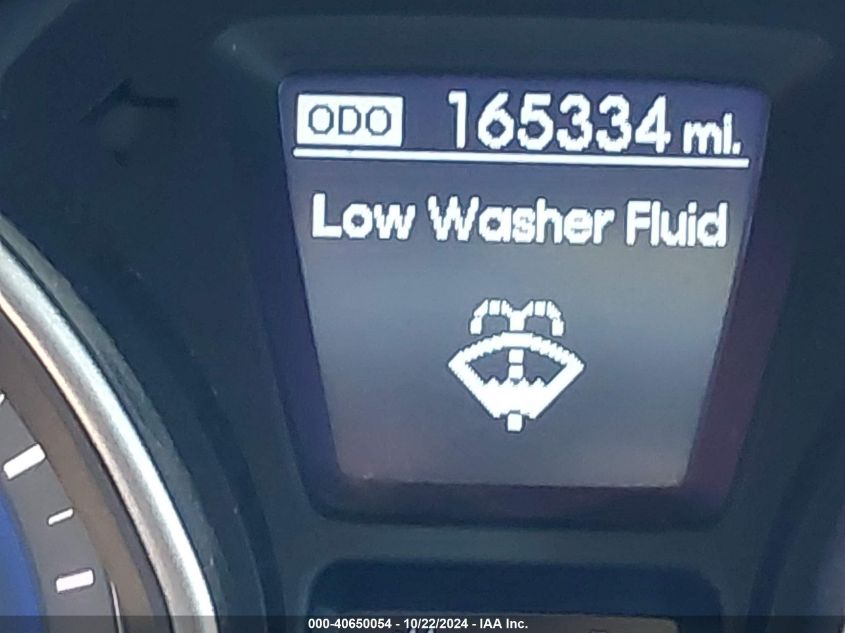 ODO 165334 mi.
Low Washer Fluid
000-40650054 - 10/22/2024 - IAA Inc.